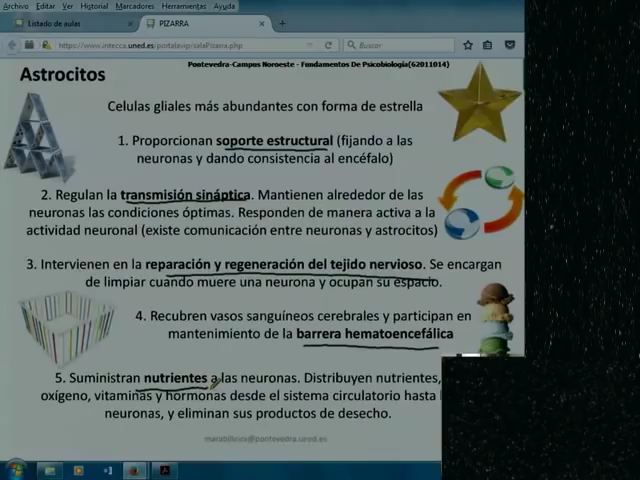 Archivo Editar Ver Historial Marcadores Herramientas Ayuda
Listado de aulas
PIZARRA
https://www.intecca.uned.es/portalavip/salaPizarra.php
Buscar
Pontevedra-Campus Noroeste - Fundamentos De Psicobiología(62011014)
Astrocitos
Celulas gliales más abundantes con forma de estrella
1. Proporcionan soporte estructural (fijando a las
neuronas y dando consistencia al encéfalo)
2. Regulan la transmisión sináptica. Mantienen alrededor de las
neuronas las condiciones óptimas. Responden de manera activa a la
actividad neuronal (existe comunicación entre neuronas y astrocitos)
3. Intervienen en la reparación y regeneración del tejido nervioso. Se encargan
de limpiar cuando muere una neurona y ocupan su espacio.
4. Recubren vasos sanguíneos cerebrales y participan en
mantenimiento de la barrera hematoencefálica
5. Suministran nutrientes a las neuronas. Distribuyen nutrientes,
oxígeno, vitaminas y hormonas desde el sistema circulatorio hasta
neuronas, y eliminan sus productos de desecho.